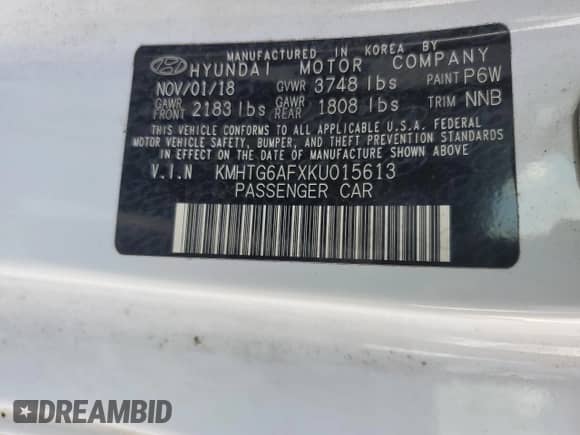 MANUFACTURED IN KOREA BY
HYUNDAI MOTOR COMPANY
NOV/01/18 GVWR 3748 lbs PAINT P6W
GAWR FRONT 2183 lbs GAWR REAR 1808 lbs TRIM NNB
THIS VEHICLE CONFORMS TO ALL APPLICABLE U.S.A. FEDERAL
MOTOR VEHICLE SAFETY, BUMPER, AND THEFT PREVENTION STANDARDS
IN EFFECT ON THE DATE OF MANUFACTURE SHOWN ABOVE.
V.I.N KMHTG6AFXKU015613
PASSENGER CAR
DREAMBID